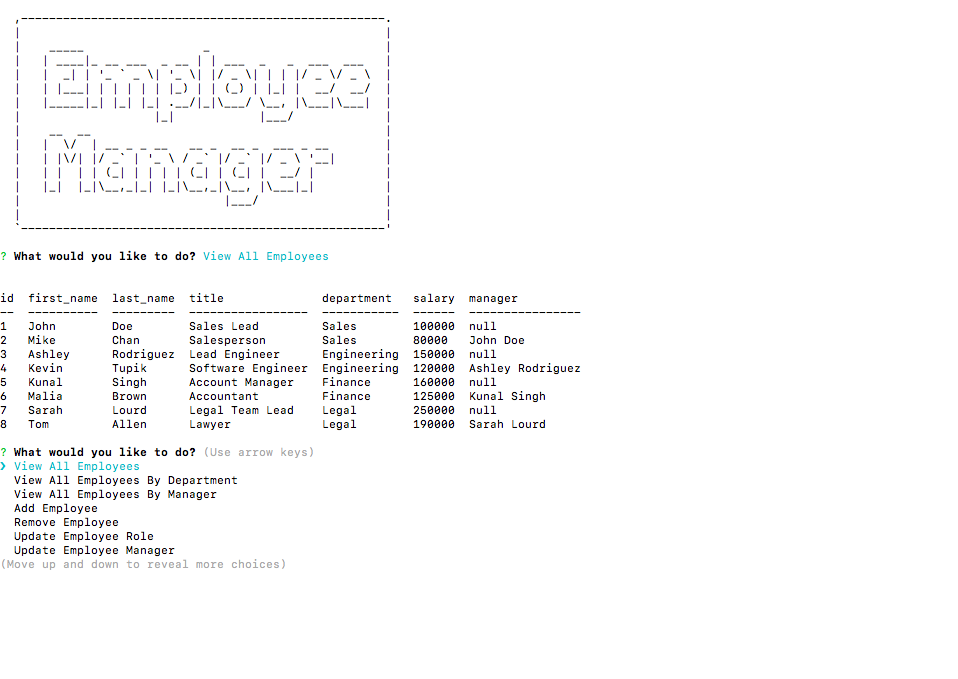 Employee
Manager
? What would you like to do? View All Employees
id  first_name  last_name  title              department   salary  manager
--  ----------  ---------  -----------------  -----------  ------  ----------------
1   John        Doe        Sales Lead         Sales        100000  null
2   Mike        Chan       Salesperson        Sales        80000   John Doe
3   Ashley      Rodriguez  Lead Engineer      Engineering  150000  null
4   Kevin       Tupik      Software Engineer  Engineering  120000  Ashley Rodriguez
5   Kunal       Singh      Account Manager    Finance      160000  null
6   Malia       Brown      Accountant         Finance      125000  Kunal Singh
7   Sarah       Lourd      Legal Team Lead    Legal        250000  null
8   Tom         Allen      Lawyer             Legal        190000  Sarah Lourd
? What would you like to do? (Use arrow keys)
❯ View All Employees
View All Employees By Department
View All Employees By Manager
Add Employee
Remove Employee
Update Employee Role
Update Employee Manager
(Move up and down to reveal more choices)